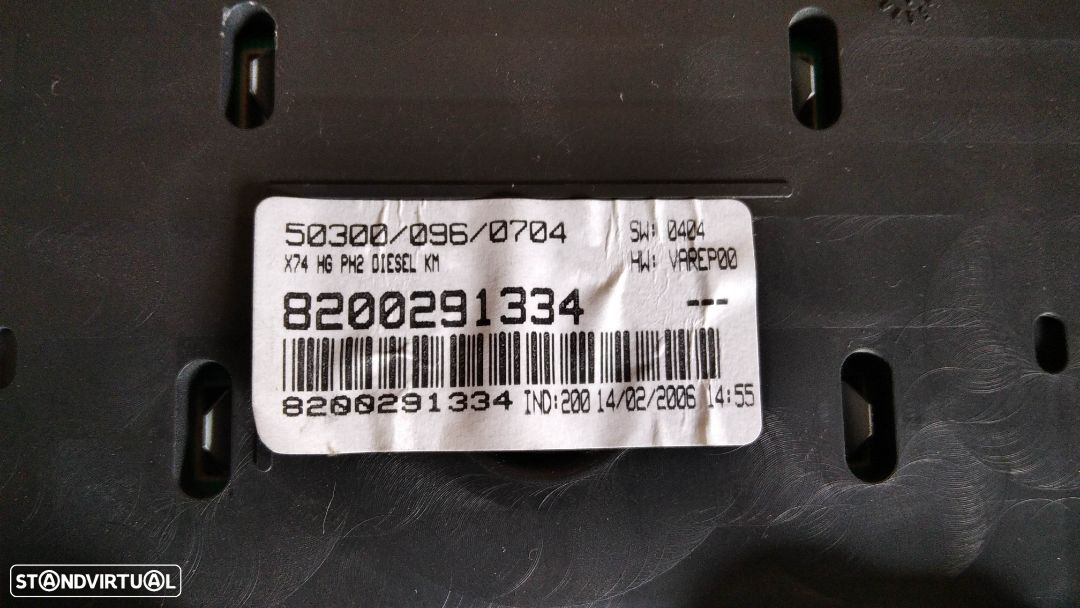 50300/096/0704 SW: 0404
X74 HG PH2 DIESEL KM HW: VAREP00
8200291334 ---
8200291334 IND:200 14/02/2006 14:55
STANDVIRTUAL